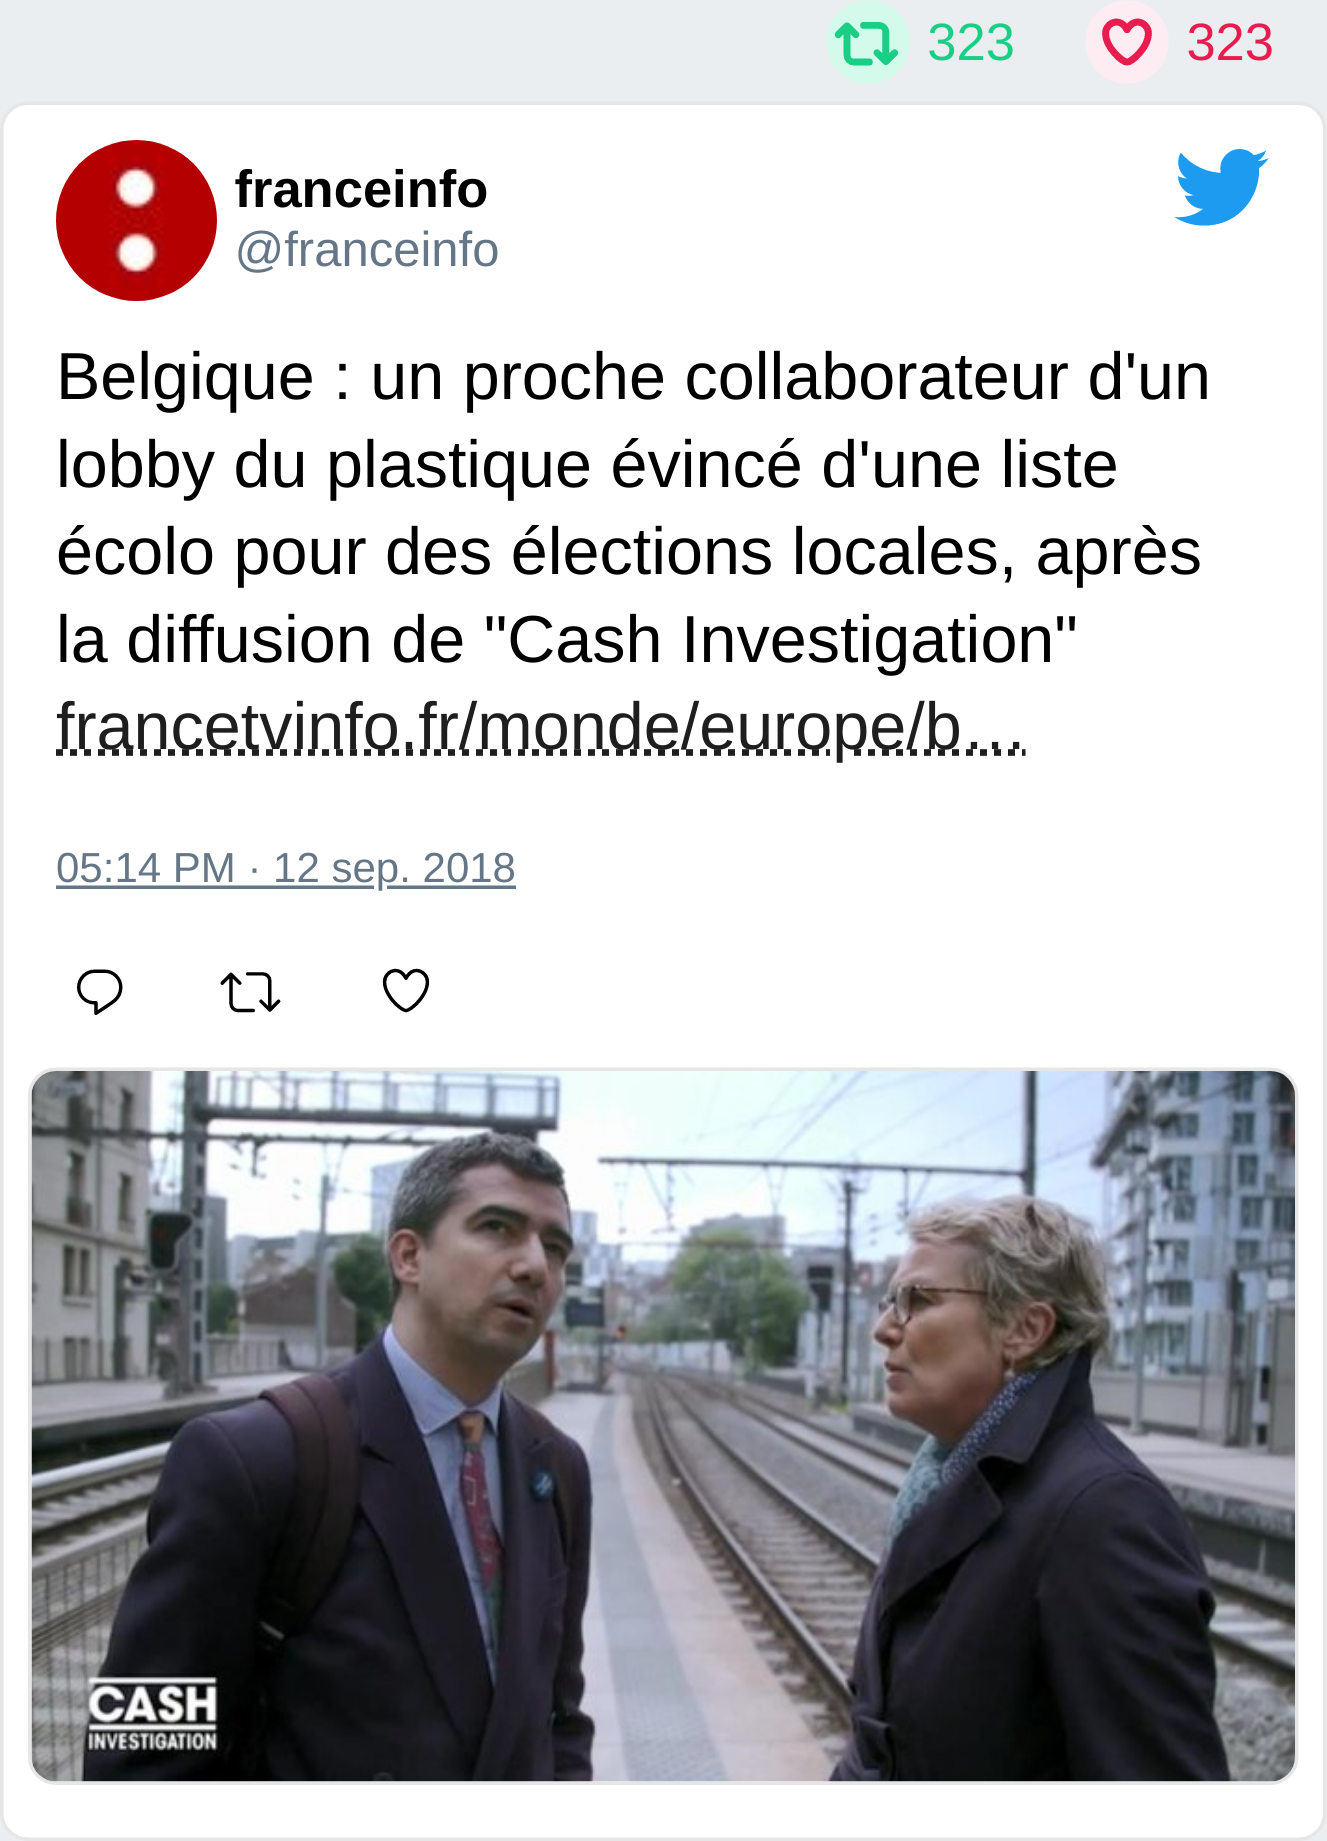 323 323
franceinfo
@franceinfo
Belgique : un proche collaborateur d'un
lobby du plastique évincé d'une liste
écolo pour des élections locales, après
la diffusion de "Cash Investigation"
francetvinfo.fr/monde/europe/b…
05:14 PM · 12 sep. 2018
CASH
INVESTIGATION